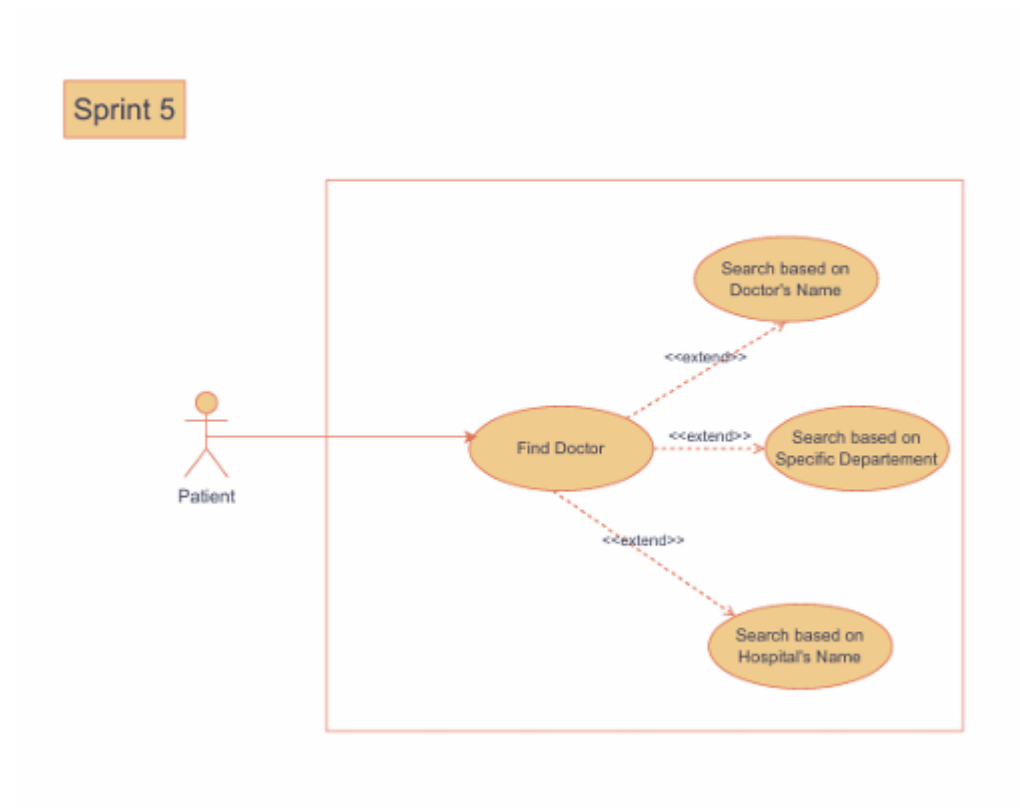 Sprint 5
Search based on
Doctor's Name
<<extend>>
Patient
Find Doctor
<<extend>>
Search based on
Specific Departement
<<extend>>
Search based on
Hospital's Name